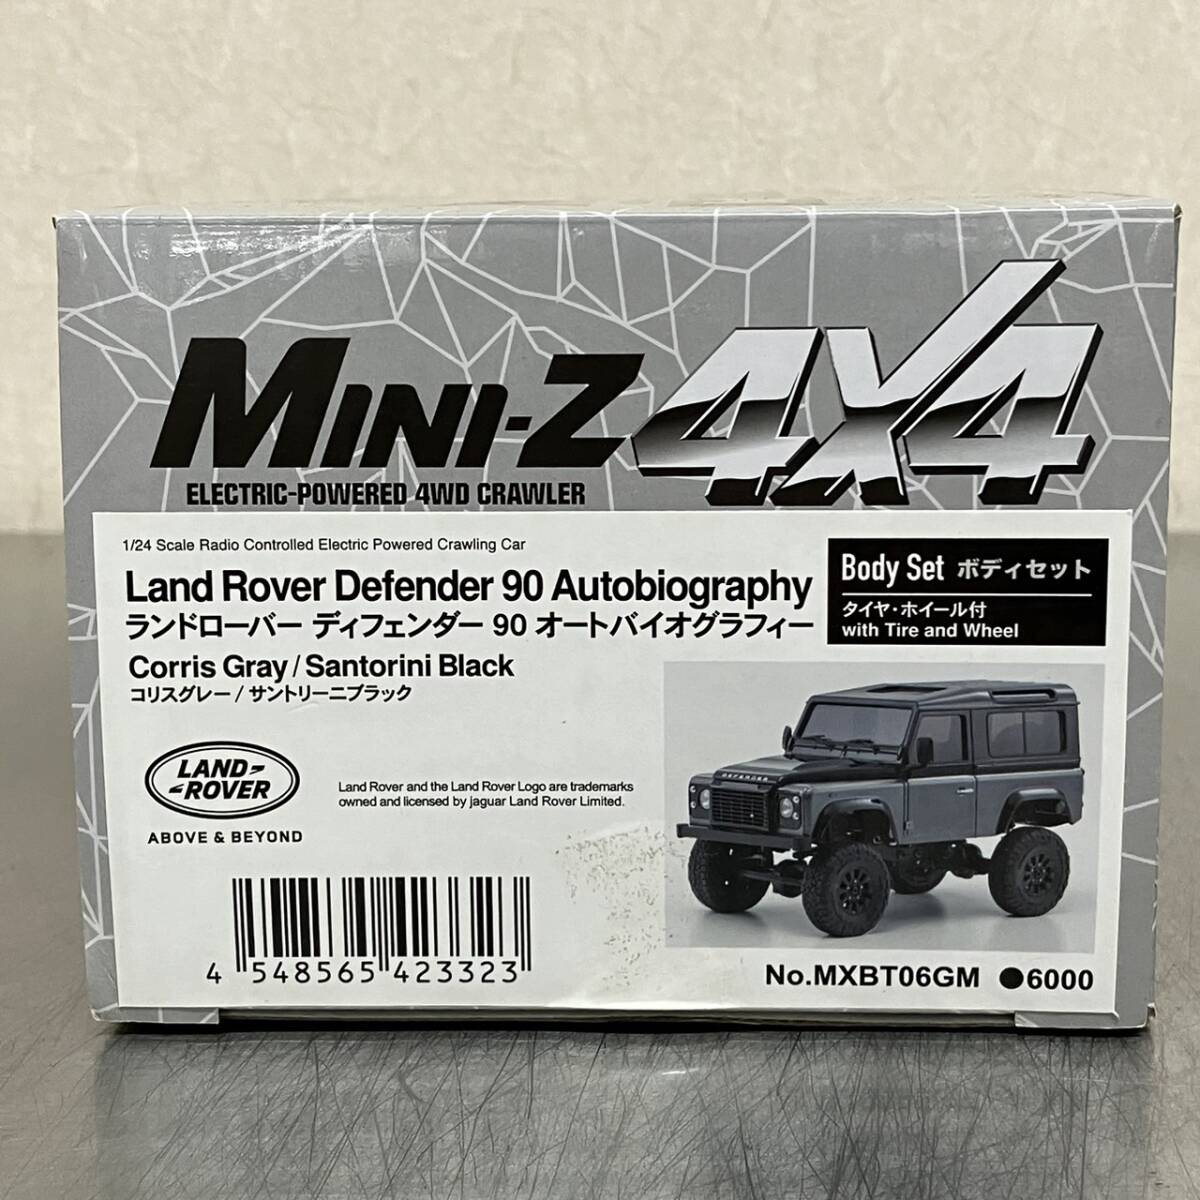 MINI-Z 4X4
ELECTRIC-POWERED 4WD CRAWLER
1/24 Scale Radio Controlled Electric Powered Crawling Car
Land Rover Defender 90 Autobiography
ランドローバー ディフェンダー 90 オートバイオグラフィー
Corris Gray / Santorini Black
コリスグレー / サントリーニブラック
Body Set ボディセット
タイヤ・ホイール付
with Tire and Wheel
LAND-
-ROVER
ABOVE & BEYOND
Land Rover and the Land Rover Logo are trademarks
owned and licensed by jaguar Land Rover Limited.
DEFENDER
4 548565 423323
No.MXBT06GM ●6000